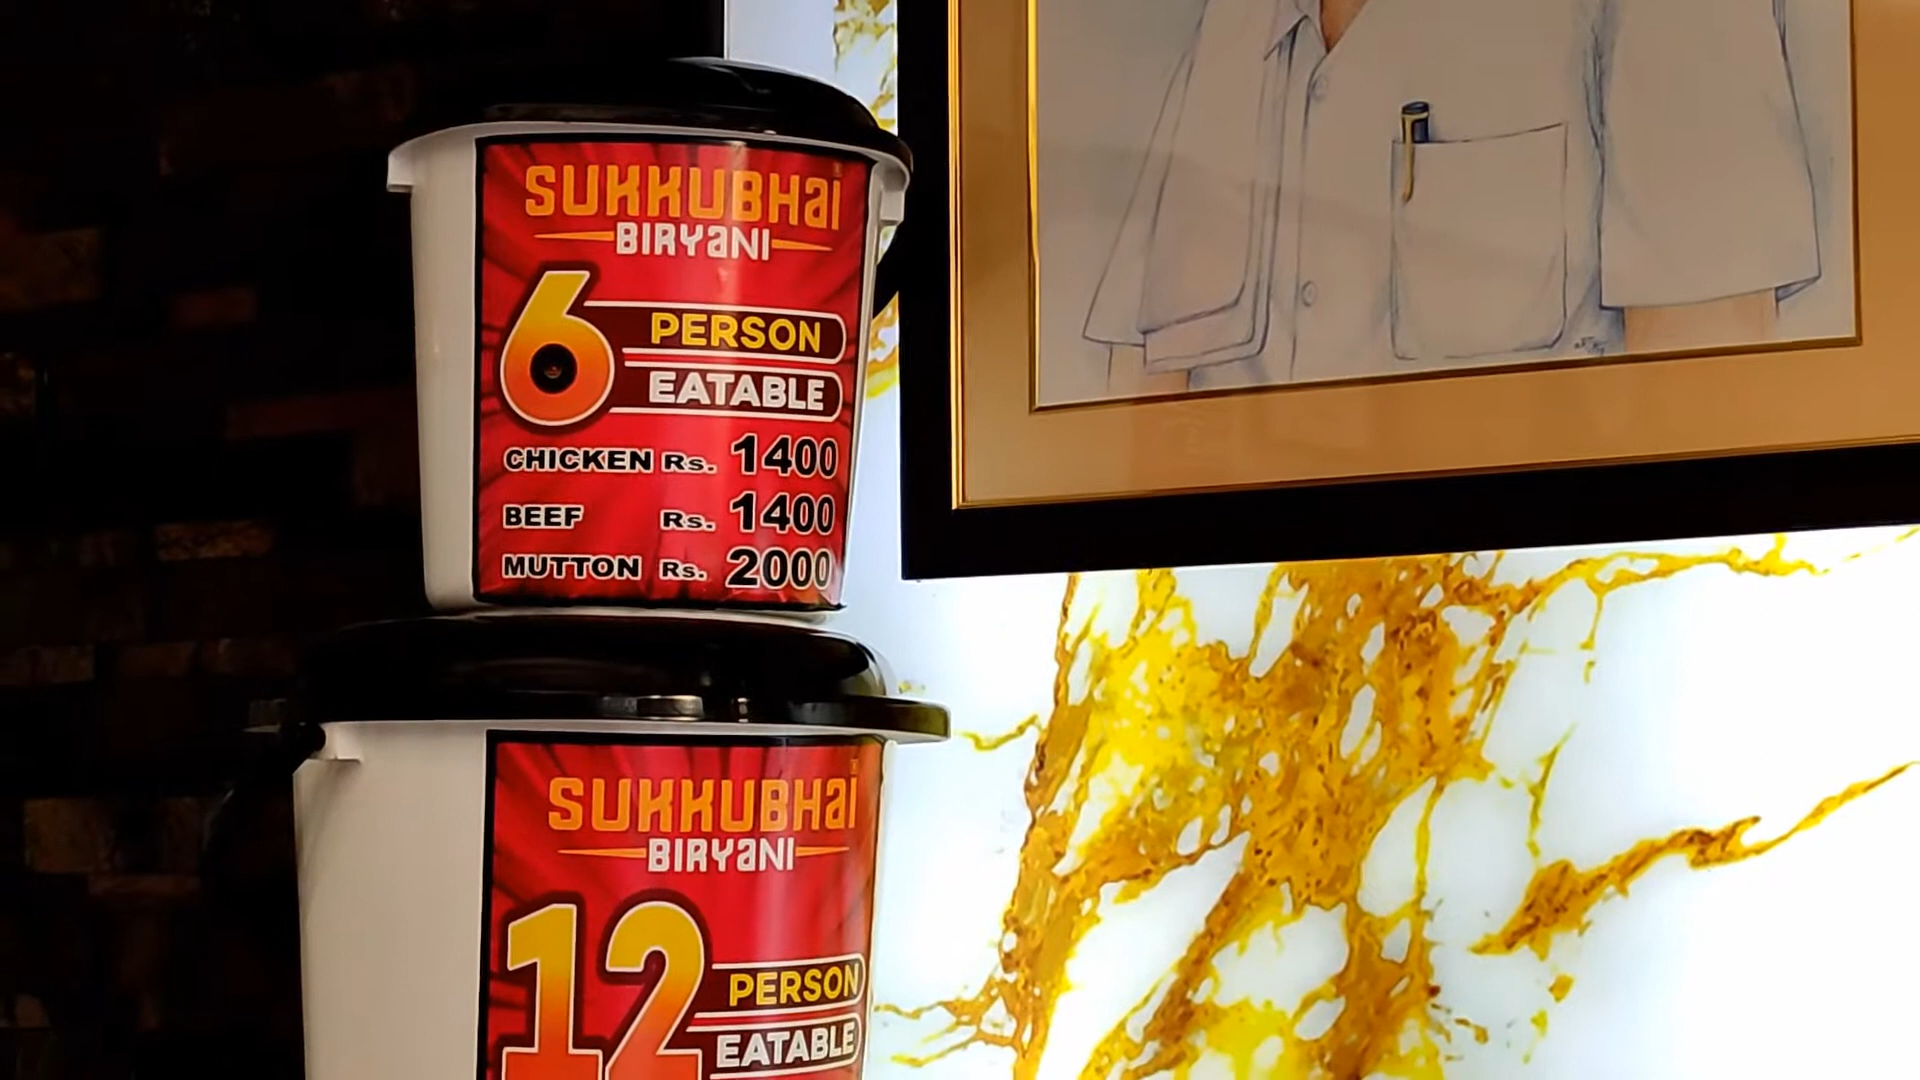 SUKKUBHai
BIRYaNI
6 PERSON
EATABLE
CHICKEN Rs. 1400
BEEF Rs. 1400
MUTTON Rs. 2000
SUKKUBHai
BIRYaNI
12 PERSON
EATABLE